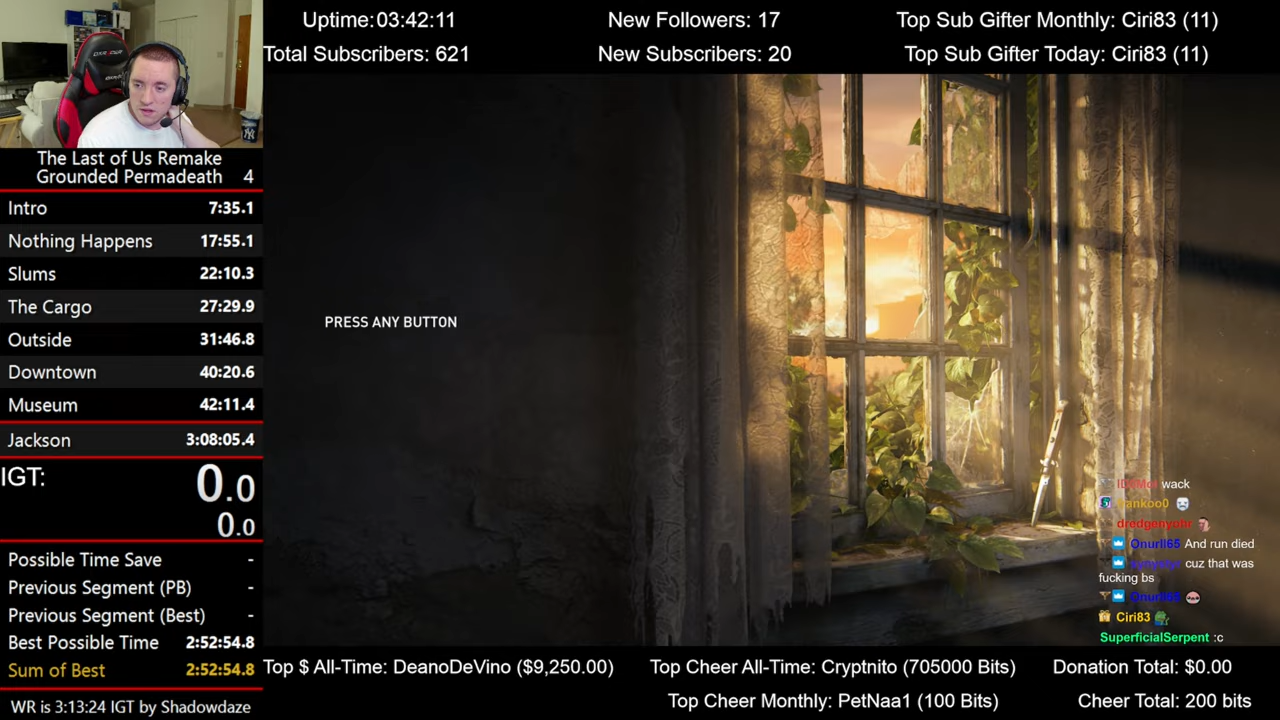 Uptime:03:42:11
New Followers: 17
Top Sub Gifter Monthly: Ciri83 (11)
Total Subscribers: 621
New Subscribers: 20
Top Sub Gifter Today: Ciri83 (11)
The Last of Us Remake
Grounded Permadeath 4
Intro 7:35.1
Nothing Happens 17:55.1
Slums 22:10.3
The Cargo 27:29.9
Outside 31:46.8
Downtown 40:20.6
Museum 42:11.4
Jackson 3:08:05.4
IGT: 0.0
0.0
Possible Time Save -
Previous Segment (PB) -
Previous Segment (Best) -
Best Possible Time 2:52:54.8
Sum of Best 2:52:54.8
WR is 3:13:24 IGT by Shadowdaze
PRESS ANY BUTTON
wack
And run died
cuz that was
fucking bs
Ciri83
SuperficialSerpent :c
Top $ All-Time: DeanoDeVino ($9,250.00)
Top Cheer All-Time: Cryptnito (705000 Bits)
Donation Total: $0.00
Top Cheer Monthly: PetNaa1 (100 Bits)
Cheer Total: 200 bits